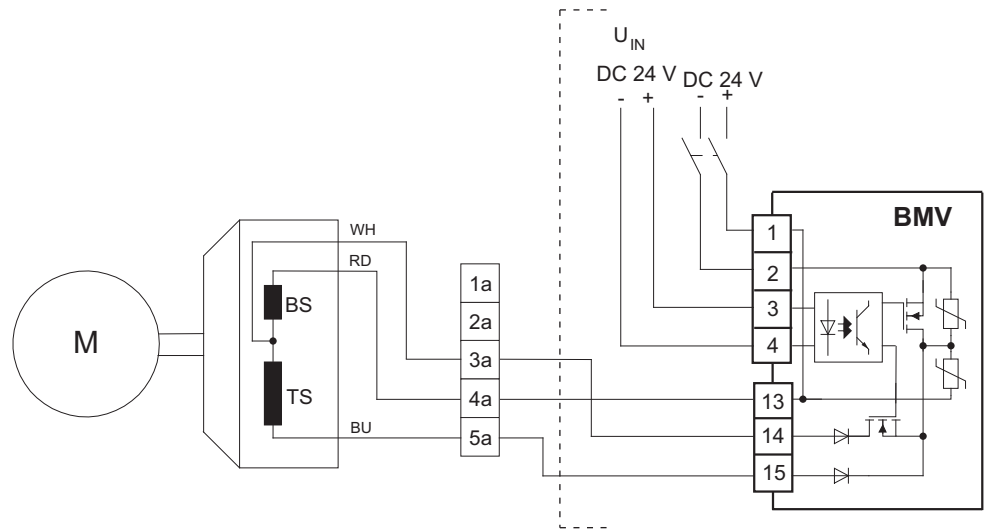 U IN
DC 24 V DC 24 V
- + - +
BMV
WH
RD
BU
M
BS
TS
1a
2a
3a
4a
5a
1
2
3
4
13
14
15